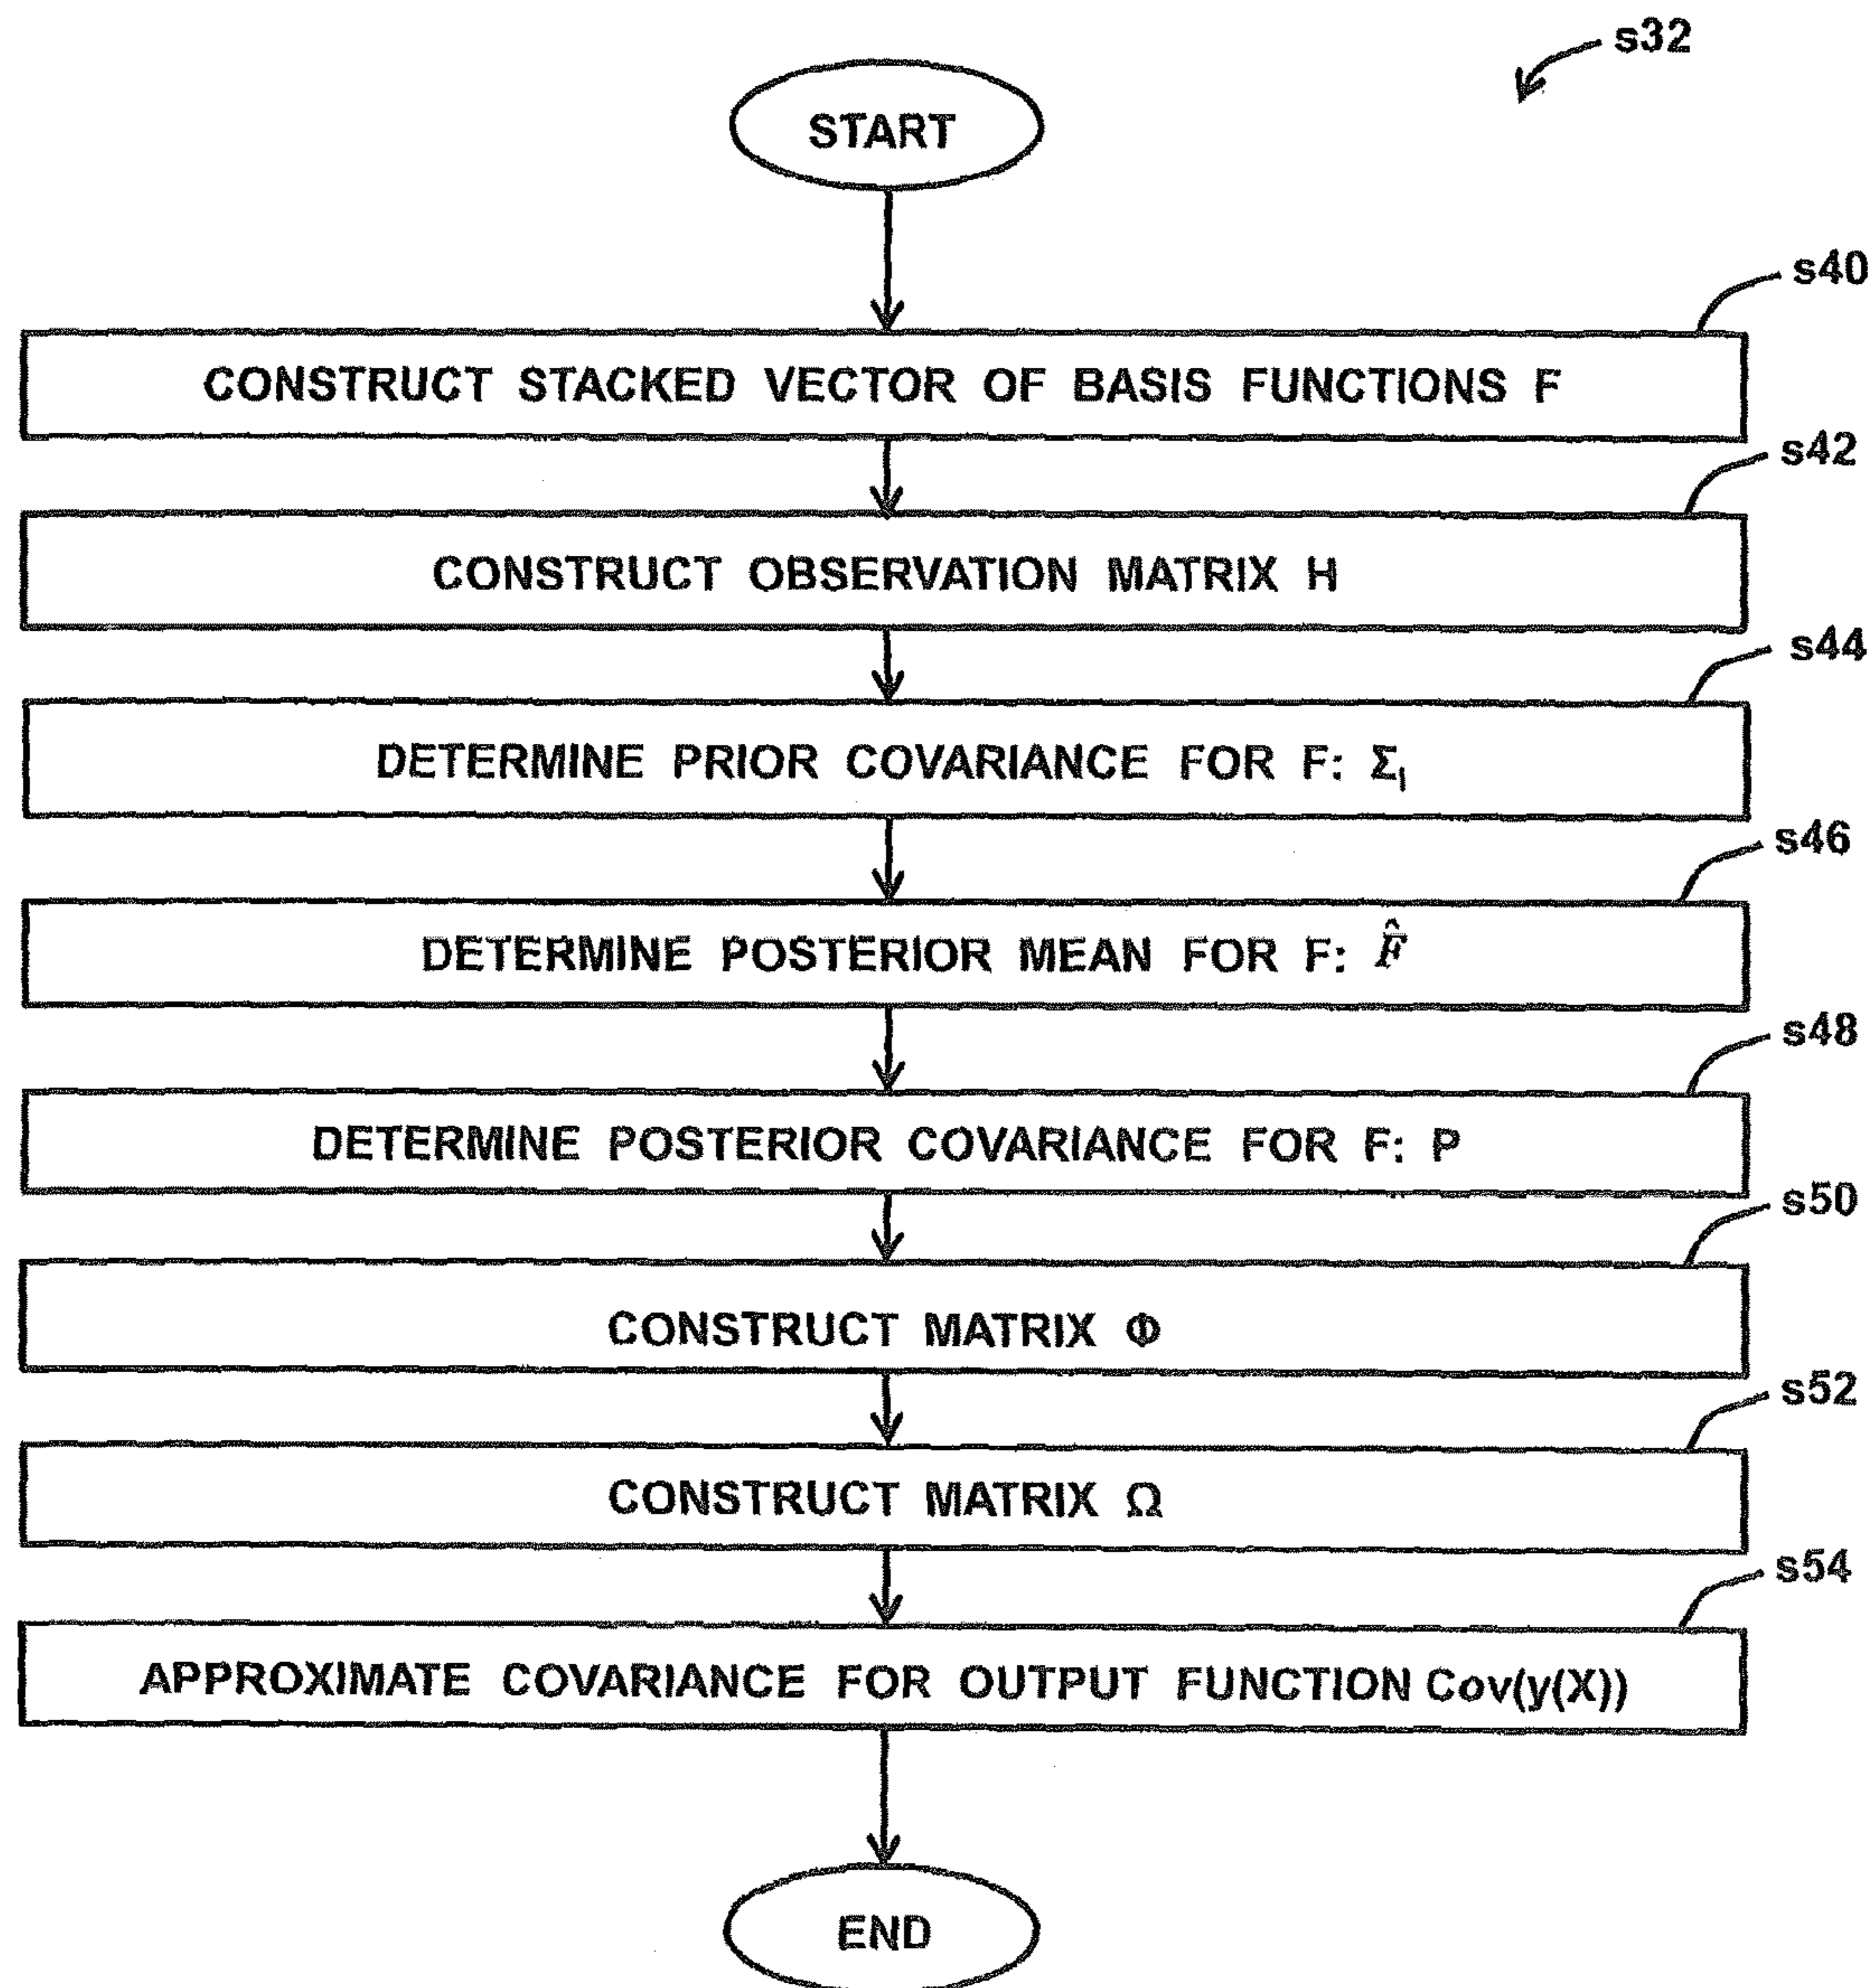 s32
START
s40
CONSTRUCT STACKED VECTOR OF BASIS FUNCTIONS F
s42
CONSTRUCT OBSERVATION MATRIX H
s44
DETERMINE PRIOR COVARIANCE FOR F: Σ_I
s46
DETERMINE POSTERIOR MEAN FOR F: F̂
s48
DETERMINE POSTERIOR COVARIANCE FOR F: P
s50
CONSTRUCT MATRIX Φ
s52
CONSTRUCT MATRIX Ω
s54
APPROXIMATE COVARIANCE FOR OUTPUT FUNCTION Cov(y(X))
END